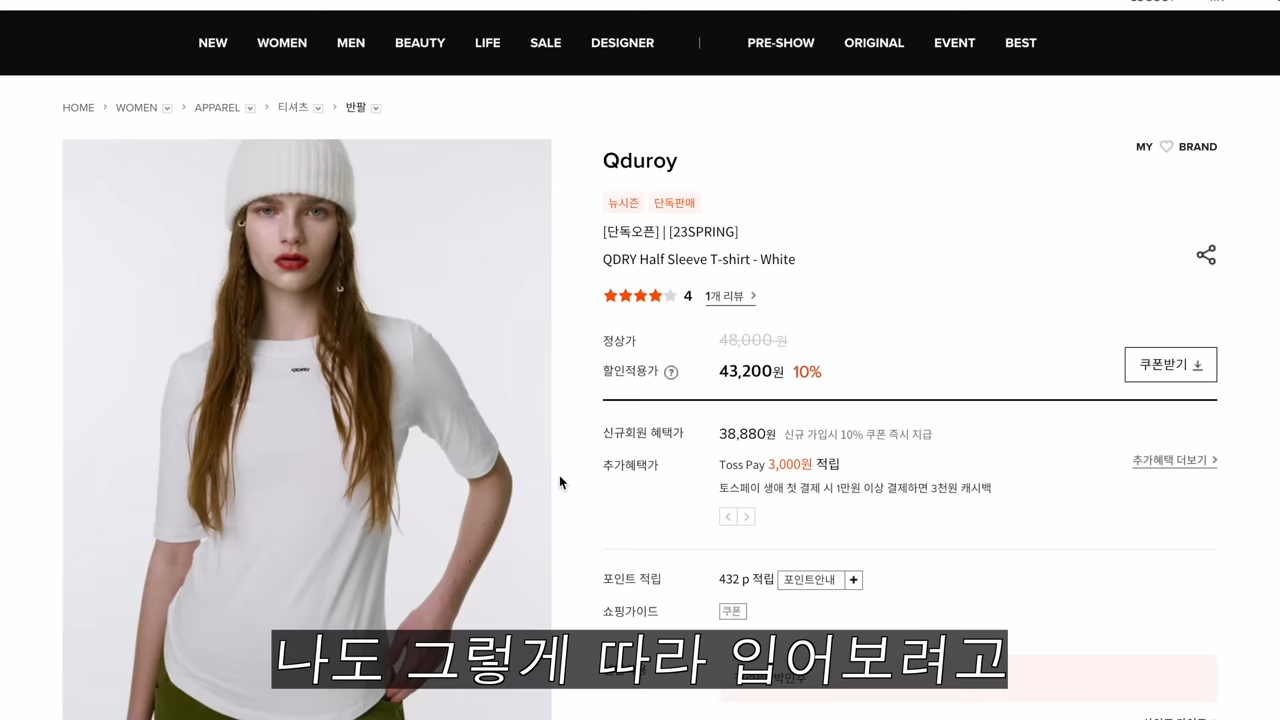 NEW WOMEN MEN BEAUTY LIFE SALE DESIGNER | PRE-SHOW ORIGINAL EVENT BEST
HOME > WOMEN > APPAREL > 티셔츠 > 반팔
QDRY
Qduroy
MY BRAND
뉴시즌 단독판매
[단독오픈] | [23SPRING]
QDRY Half Sleeve T-shirt - White
4 1개 리뷰 >
정상가 48,000 원
할인적용가 ? 43,200원 10%
쿠폰받기
신규회원 혜택가 38,880원 신규 가입시 10% 쿠폰 즉시 지급
추가혜택가 Toss Pay 3,000원 적립
추가혜택 더보기 >
토스페이 생애 첫 결제 시 1만원 이상 결제하면 3천원 캐시백
포인트 적립 432 p 적립 포인트안내 +
쇼핑가이드 쿠폰
나도 그렇게 따라 입어보려고